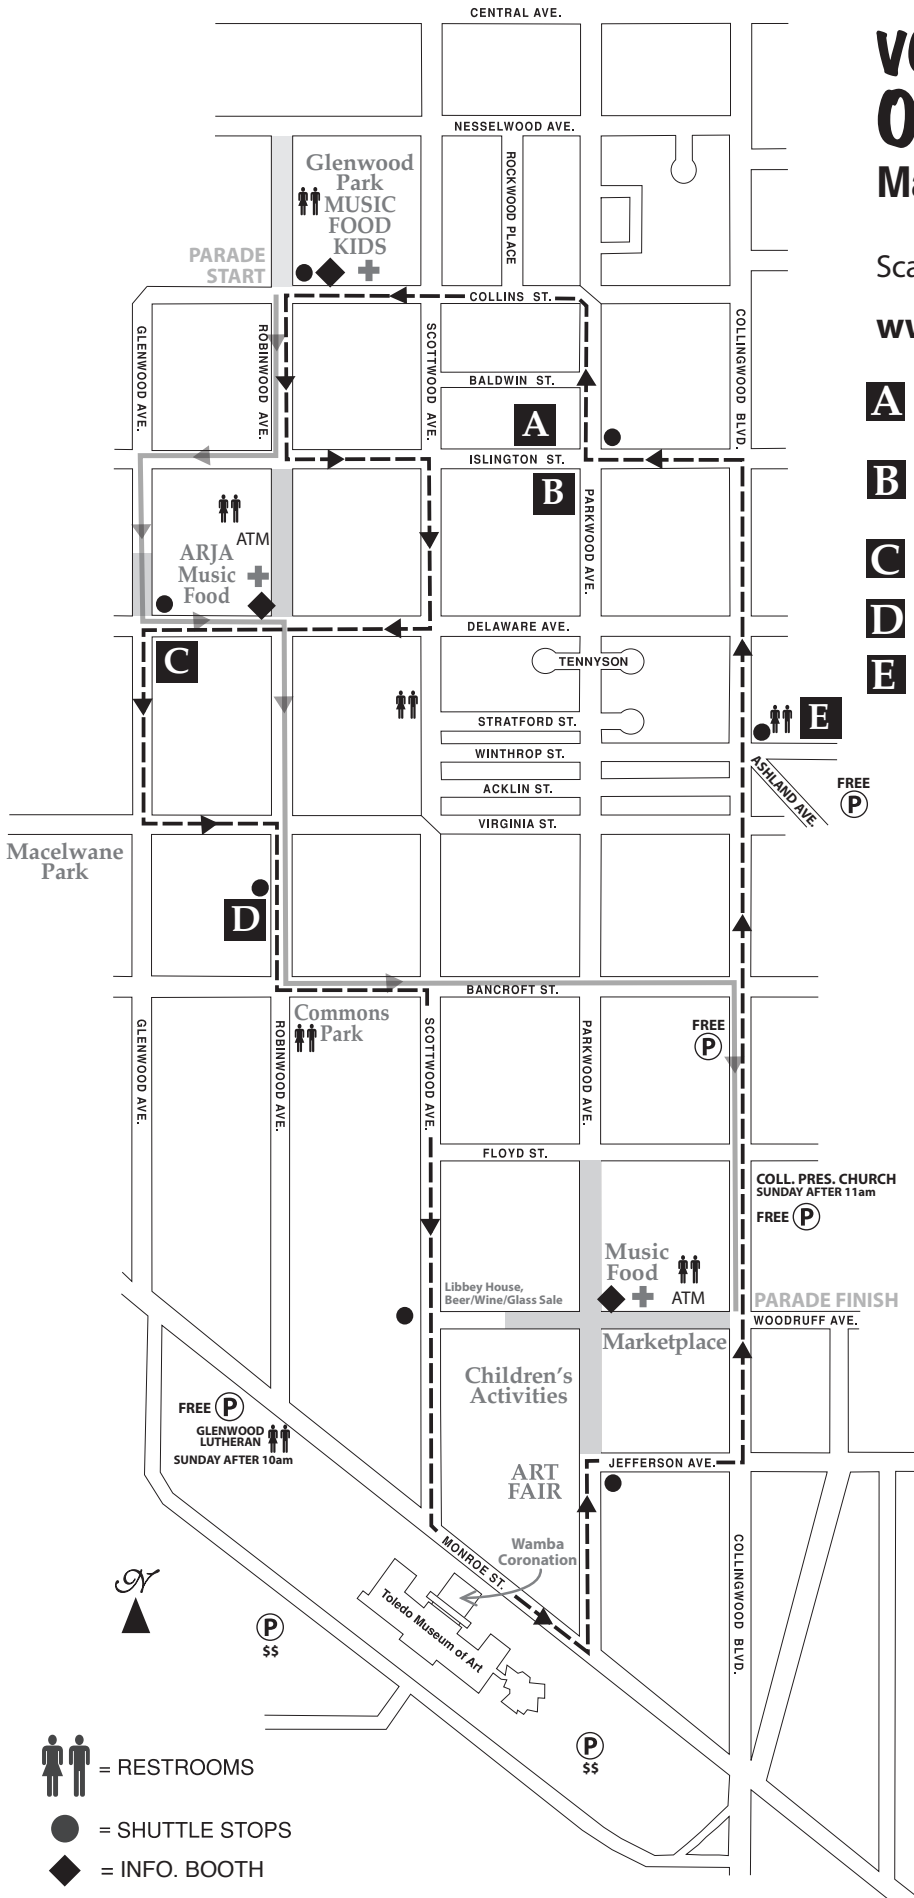 CENTRAL AVE.
NESSELWOOD AVE.
ROCKWOOD PLACE
Glenwood
Park
MUSIC
FOOD
KIDS
PARADE
START
COLLINS ST.
GLENWOOD AVE.
ROBINWOOD AVE.
SCOTTWOOD AVE.
COLLINGWOOD BLVD.
BALDWIN ST.
A
ISLINGTON ST.
B
PARKWOOD AVE.
ATM
ARJA
Music
Food
DELAWARE AVE.
C
TENNYSON
STRATFORD ST.
E
WINTHROP ST.
ASHLAND AVE.
FREE
P
ACKLIN ST.
VIRGINIA ST.
Macelwane
Park
D
BANCROFT ST.
Commons
Park
GLENWOOD AVE.
ROBINWOOD AVE.
SCOTTWOOD AVE.
PARKWOOD AVE.
FREE
P
FLOYD ST.
COLL. PRES. CHURCH
SUNDAY AFTER 11am
FREE P
Music
Food
ATM
Libbey House,
Beer/Wine/Glass Sale
PARADE FINISH
WOODRUFF AVE.
Marketplace
Children's
Activities
FREE P
GLENWOOD
LUTHERAN
SUNDAY AFTER 10am
JEFFERSON AVE.
ART
FAIR
MONROE ST.
Wamba
Coronation
COLLINGWOOD BLVD.
N
Toledo Museum of Art
P
$$
P
$$
= RESTROOMS
= SHUTTLE STOPS
= INFO. BOOTH
A
B
C
D
E